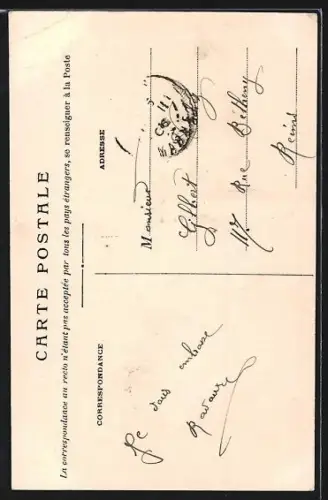 CARTE POSTALE
La correspondance au recto n'étant pas acceptée par tous les pays étrangers, se renseigner à la Poste
CORRESPONDANCE
Je vous embrasse
ADRESSE
Monsieur
Gilbert
117 Rue Bétheny
Reims